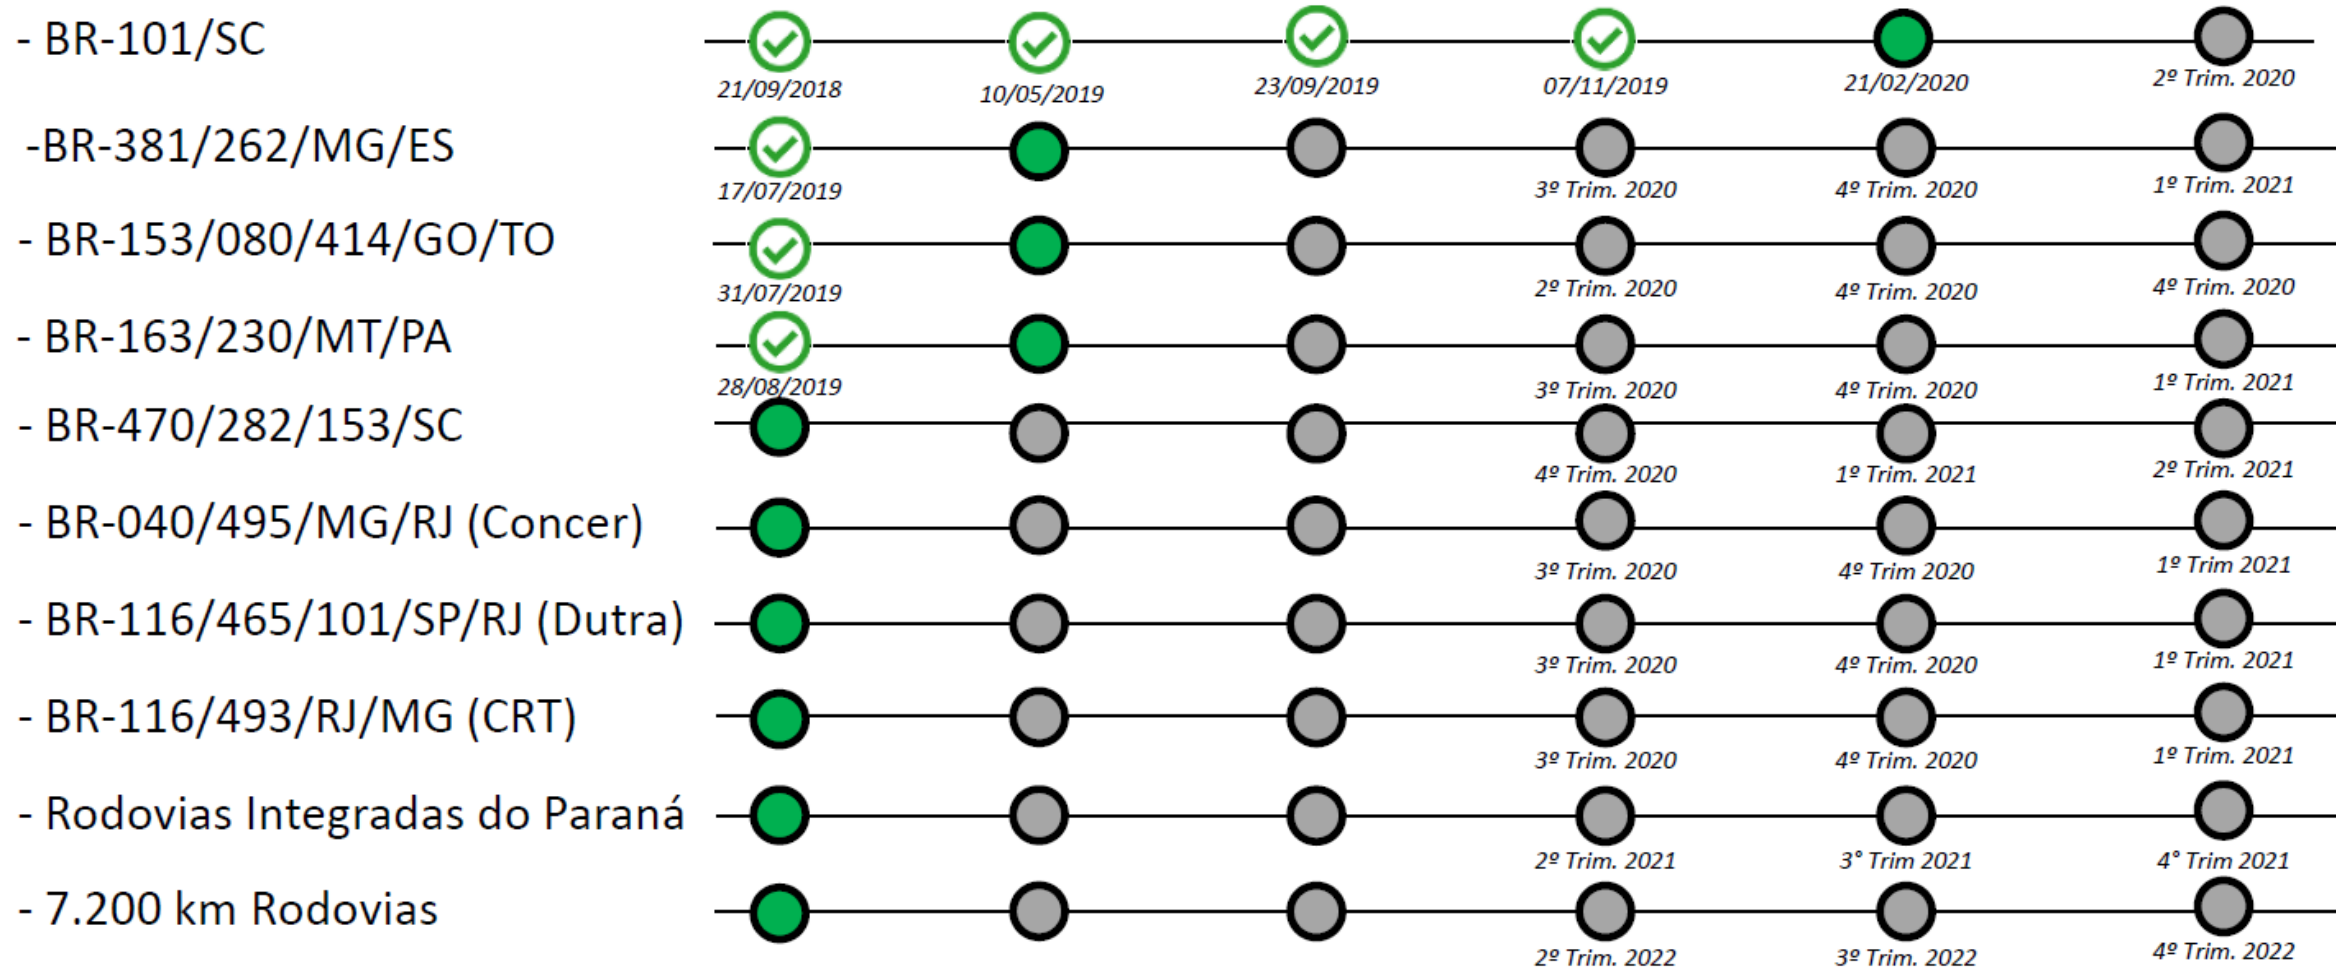 - BR-101/SC
21/09/2018 10/05/2019 23/09/2019 07/11/2019 21/02/2020 2º Trim. 2020
-BR-381/262/MG/ES
17/07/2019 3º Trim. 2020 4º Trim. 2020 1º Trim. 2021
- BR-153/080/414/GO/TO
31/07/2019 2º Trim. 2020 4º Trim. 2020 4º Trim. 2020
- BR-163/230/MT/PA
28/08/2019 3º Trim. 2020 4º Trim. 2020 1º Trim. 2021
- BR-470/282/153/SC
4º Trim. 2020 1º Trim. 2021 2º Trim. 2021
- BR-040/495/MG/RJ (Concer)
3º Trim. 2020 4º Trim 2020 1º Trim 2021
- BR-116/465/101/SP/RJ (Dutra)
3º Trim. 2020 4º Trim. 2020 1º Trim. 2021
- BR-116/493/RJ/MG (CRT)
3º Trim. 2020 4º Trim. 2020 1º Trim. 2021
- Rodovias Integradas do Paraná
2º Trim. 2021 3° Trim 2021 4° Trim 2021
- 7.200 km Rodovias
2º Trim. 2022 3º Trim. 2022 4º Trim. 2022